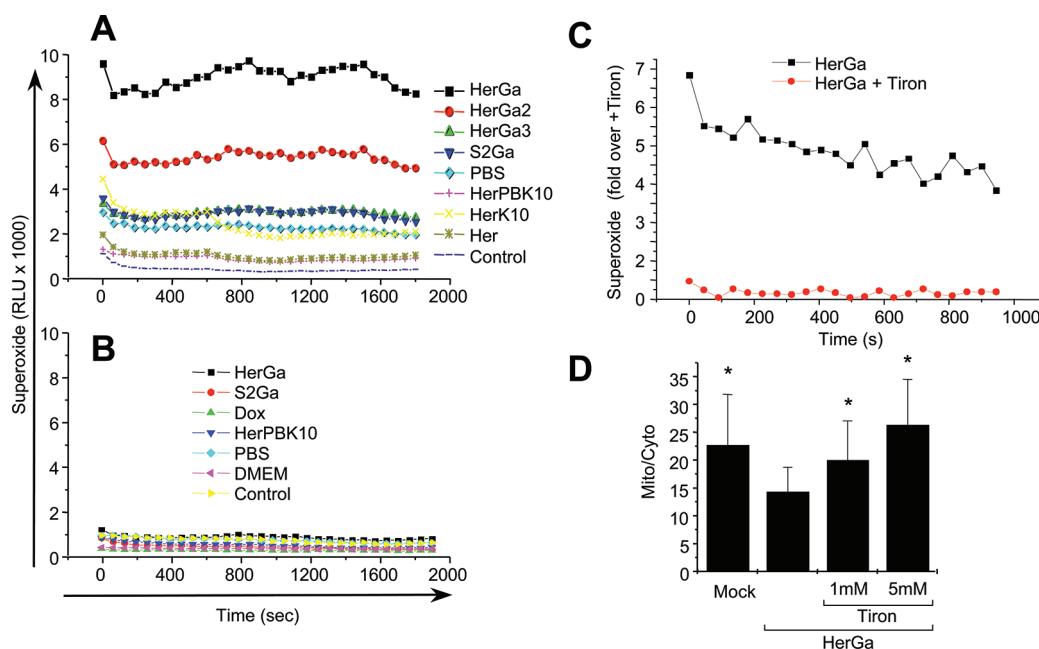 A
Superoxide (RLU x 1000)
10
8
6
4
2
0
0
400
800
1200
1600
2000
HerGa
HerGa2
HerGa3
S2Ga
PBS
HerPBK10
HerK10
Her
Control
B
10
8
6
4
2
0
HerGa
S2Ga
Dox
HerPBK10
PBS
DMEM
Control
0
400
800
1200
1600
2000
Time (sec)
C
Superoxide (fold over +Tiron)
7
6
5
4
3
2
1
0
HerGa
HerGa + Tiron
0
200
400
600
800
1000
Time (s)
D
Mito/Cyto
35
30
25
20
15
10
5
0
*
*
*
Mock
1mM
5mM
Tiron
HerGa